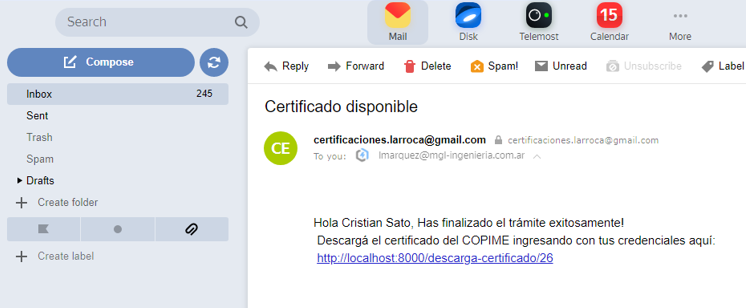 Search
Mail
Disk
15
Telemost
Calendar
More
Compose
Reply
Forward
Delete
Spam!
Unread
Unsubscribe
Label
Inbox 245
Sent
Trash
Spam
Drafts
Create folder
Create label
Certificado disponible
CE
certificaciones.larroca@gmail.com certificaciones.larroca@gmail.com
To you: lmarquez@mgl-ingenieria.com.ar
Hola Cristian Sato, Has finalizado el trámite exitosamente!
Descargá el certificado del COPIME ingresando con tus credenciales aquí:
http://localhost:8000/descarga-certificado/26